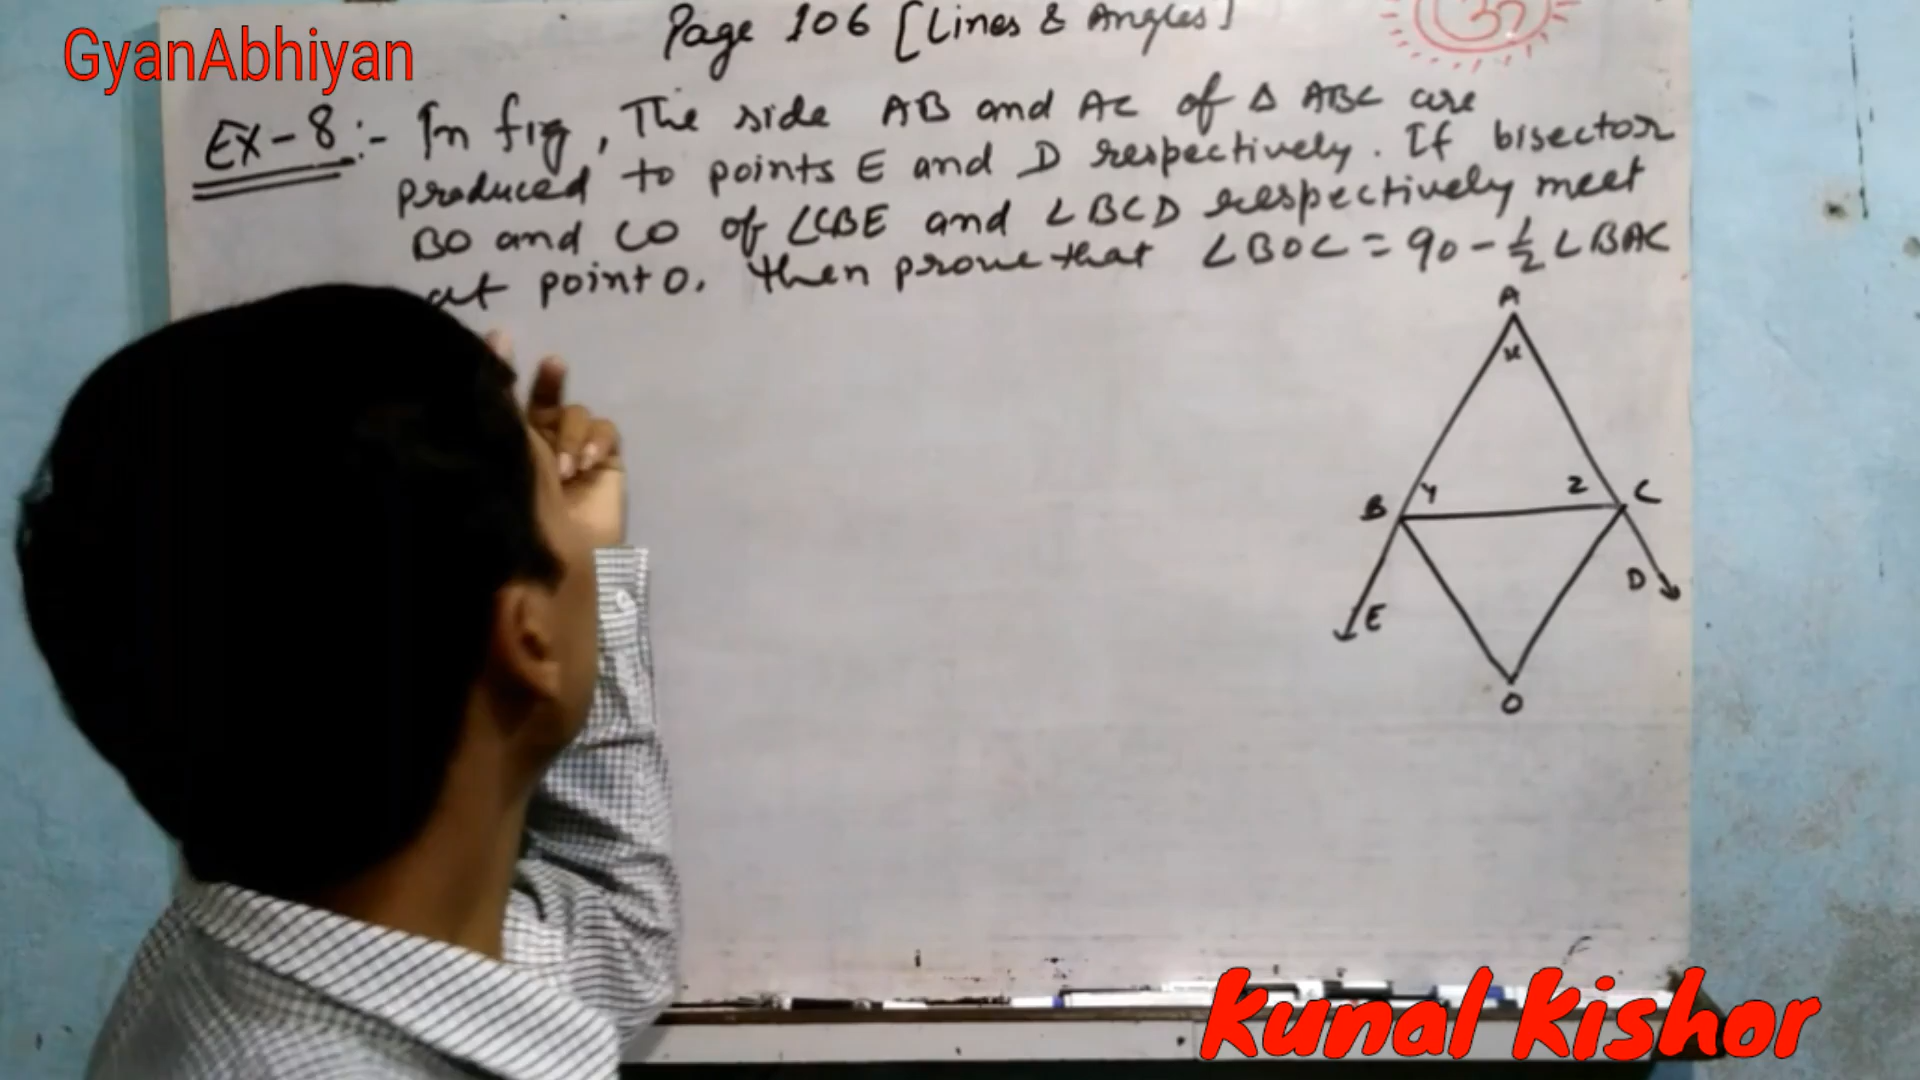 GyanAbhiyan
Page 106 [Lines & Angles]
37
Ex-8:- In fig, The side AB and AC of Δ ABC are
produced to points E and D respectively. If bisector
BO and CO of ∠CBE and ∠BCD respectively meet
at point O. then prove that ∠BOC = 90 - 1/2 ∠BAC
A
x
B
y
z
C
D
E
O
Kunal Kishor